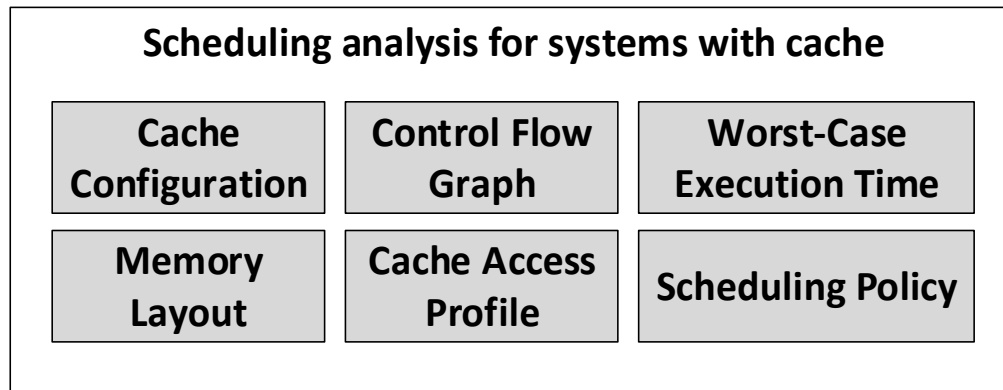 Scheduling analysis for systems with cache
Cache
Configuration
Control Flow
Graph
Worst-Case
Execution Time
Memory
Layout
Cache Access
Profile
Scheduling Policy